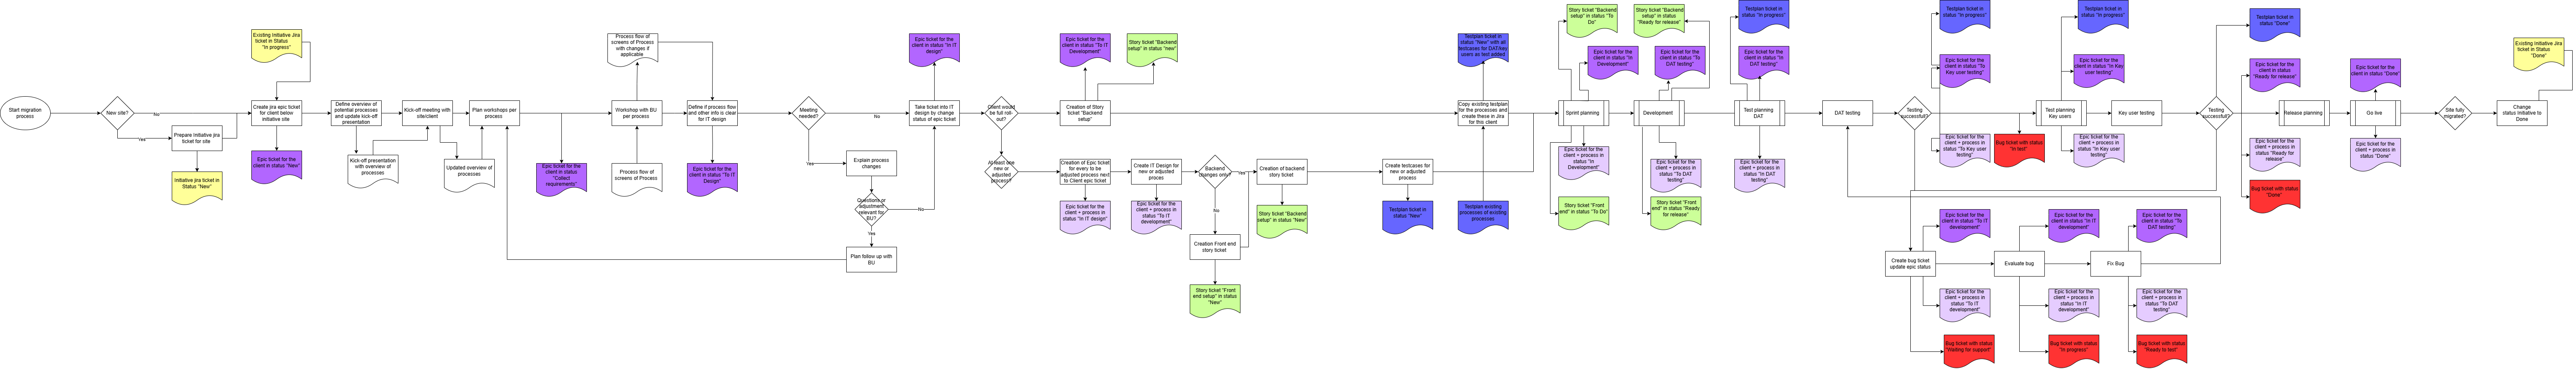 Start migration
process
New site?
No
Yes
Prepare Initiative jira
ticket for site
Initiative jira ticket in
Status "New"
Existing Initiative Jira
ticket in Status
"In progress"
Create jira epic ticket
for client below
initiative site
Epic ticket for the
client in status "New"
Define overview of
potential processes
and update kick-off
presentation
Kick-off presentation
with overview of
processes
Kick-off meeting with
site/client
Updated overview of
processes
Plan workshops per
process
Epic ticket for the
client in status
"Collect
requirements"
Process flow of
screens of Process
with changes if
applicable
Workshop with BU
per process
Process flow of
screens of Process
Define if process flow
and other info is clear
for IT design
Epic ticket for the
client in status "To IT
Design"
Meeting
needed?
No
Yes
Explain process
changes
Questions or
adjustment
relevant for
BU?
No
Yes
Plan follow up with
BU
Epic ticket for the
client in status "In IT
design"
Take ticket into IT
design by change
status of epic ticket
Client would
be full roll-
out?
At least one
new or
adjusted
process?
Epic ticket for the
client in status "To IT
Development"
Story ticket "Backend
setup" in status "new"
Creation of Story
ticket "Backend
setup"
Creation of Epic ticket
for every to be
adjusted process next
to Client epic ticket
Epic ticket for the
client + process in
status "In IT design"
Create IT Design for
new or adjusted
proces
Epic ticket for the
client + process in
status "To IT
development"
Backend
changes only?
Yes
No
Creation Front end
story ticket
Story ticket "Front
end setup" in status
"New"
Creation of backend
story ticket
Story ticket "Backend
setup" in status "New"
Create testcases for
new or adjusted
process
Testplan ticket in
status "New"
Testplan ticket in
status "New" with all
testcases for DAT/key
users as test added
Copy existing testplan
for the processes and
create these in Jira
for this client
Testplan existing
processes of existing
processes
Story ticket "Backend
setup" in status "To
Do"
Epic ticket for the
client in status "In
Development"
Sprint planning
Epic ticket for the
client + process in
status "In
Development"
Story ticket "Front
end" in status "To Do"
Story ticket "Backend
setup" in status
"Ready for release"
Epic ticket for the
client in status "To
DAT testing"
Development
Epic ticket for the
client + process in
status "To DAT
testing"
Story ticket "Front
end" in status "Ready
for release"
Testplan ticket in
status "In progress"
Epic ticket for the
client in status "In
DAT testing"
Test planning
DAT
Epic ticket for the
client + process in
status "In DAT
testing"
DAT testing
Testing
successfull?
Testplan ticket in
status "In progress"
Epic ticket for the
client in status "To
Key user testing"
Epic ticket for the
client + process in
status "To Key user
testing"
Bug ticket with status
"In test"
Testplan ticket in
status "In progress"
Epic ticket for the
client in status "In Key
user testing"
Test planning
Key users
Epic ticket for the
client + process in
status "In Key user
testing"
Key user testing
Testing
successfull?
Testplan ticket in
status "Done"
Epic ticket for the
client in status
"Ready for release"
Epic ticket for the
client + process in
status "Ready for
release"
Bug ticket with status
"Done"
Release planning
Epic ticket for the
client in status "Done"
Go live
Epic ticket for the
client + process in
status "Done"
Site fully
migrated?
Change
status Initiative to
Done
Existing Initiative Jira
ticket in Status
"Done"
Epic ticket for the
client in status "To IT
development"
Create bug ticket
update epic status
Epic ticket for the
client + process in
status "To IT
development"
Bug ticket with status
"Waiting for support"
Epic ticket for the
client in status "In IT
development"
Evaluate bug
Epic ticket for the
client + process in
status "In IT
development"
Bug ticket with status
"In progress"
Epic ticket for the
client in status "To
DAT testing"
Fix Bug
Epic ticket for the
client + process in
status "To DAT
testing"
Bug ticket with status
"Ready to test"